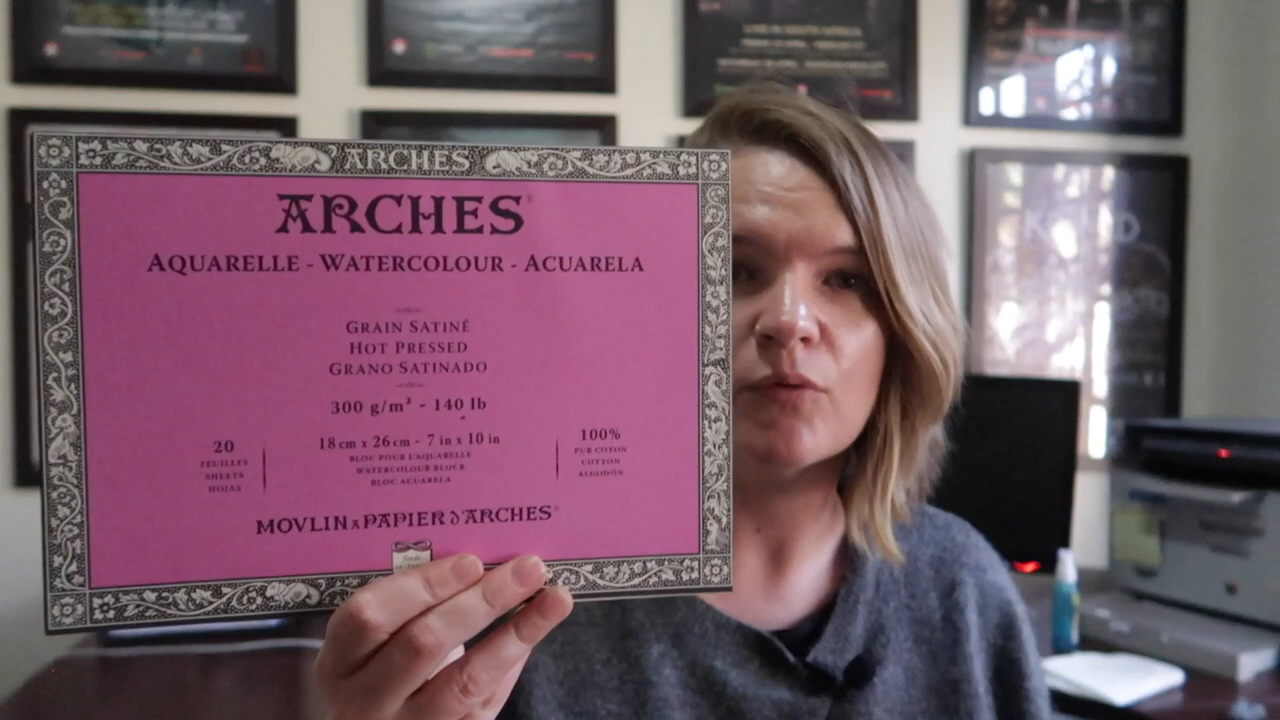 ARCHES
ARCHES®
AQUARELLE - WATERCOLOUR - ACUARELA
GRAIN SATINÉ
HOT PRESSED
GRANO SATINADO
300 g/m² - 140 lb
18 cm x 26 cm - 7 in x 10 in
BLOC POUR L'AQUARELLE
WATERCOLOUR BLOCK
BLOC ACUARELA
20
FEUILLES
SHEETS
HOJAS
100%
PUR COTON
COTTON
ALGODÓN
MOVLIN A PAPIER D'ARCHES®